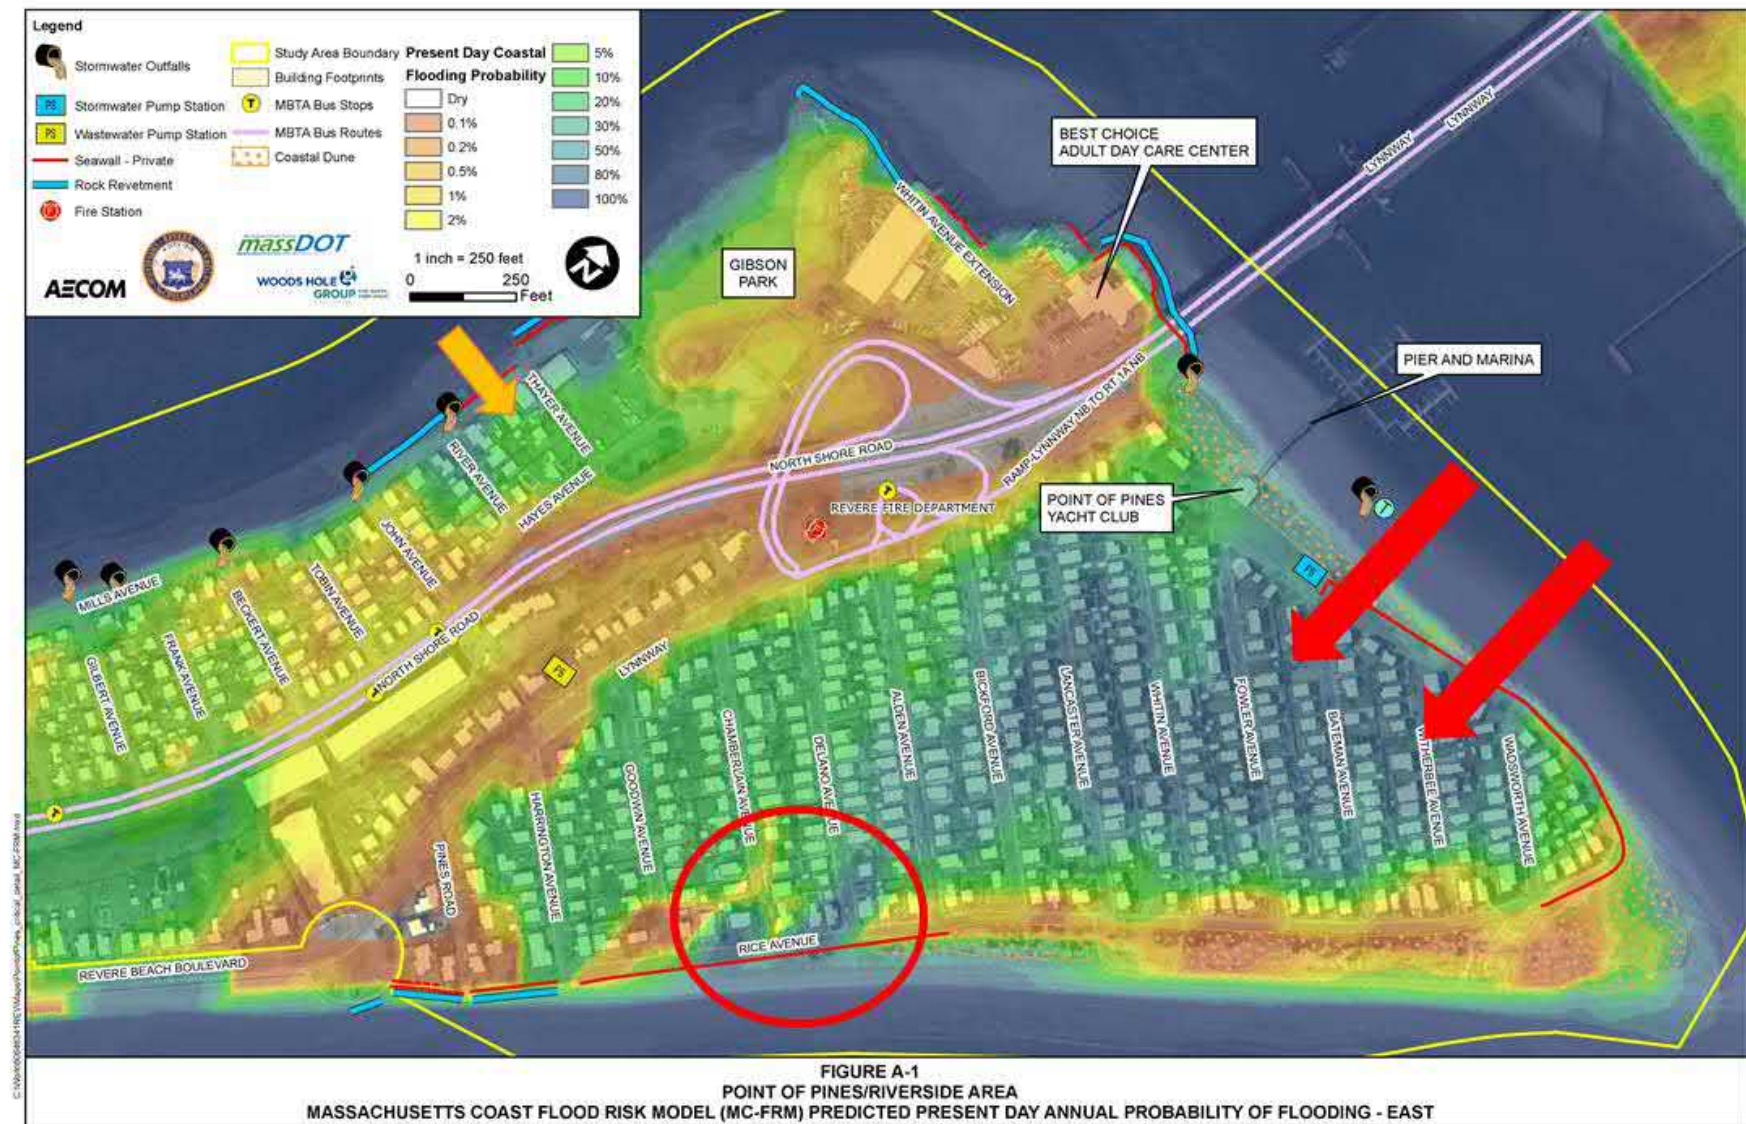 Legend
Stormwater Outfalls
PS Stormwater Pump Station
PS Wastewater Pump Station
Seawall - Private
Rock Revetment
F Fire Station
Study Area Boundary
Building Footprints
T MBTA Bus Stops
MBTA Bus Routes
Coastal Dune
Present Day Coastal
Flooding Probability
Dry
0.1%
0.2%
0.5%
1%
2%
5%
10%
20%
30%
50%
80%
100%
AECOM
massDOT
WOODS HOLE
GROUP
1 inch = 250 feet
0 250
Feet
N
BEST CHOICE
ADULT DAY CARE CENTER
LYNNWAY
LYNNWAY
WHITIN AVENUE EXTENSION
GIBSON
PARK
PIER AND MARINA
THAYER AVENUE
RIVER AVENUE
HAYES AVENUE
NORTH SHORE ROAD
RAMP-LYNNWAY NB TO RT 1A NB
T
REVERE FIRE DEPARTMENT
F
POINT OF PINES
YACHT CLUB
T
PS
JOHN AVENUE
TOBIN AVENUE
BECKERT AVENUE
FRANK AVENUE
GILBERT AVENUE
MILLS AVENUE
NORTH SHORE ROAD
PS
LYNNWAY
T
CHAMBERLAIN AVENUE
DELANO AVENUE
ALDEN AVENUE
BICKFORD AVENUE
LANCASTER AVENUE
WHITIN AVENUE
FOWLER AVENUE
BATEMAN AVENUE
WITHERBEE AVENUE
WADSWORTH AVENUE
GOODWIN AVENUE
HARRINGTON AVENUE
PINES ROAD
RICE AVENUE
REVERE BEACH BOULEVARD
FIGURE A-1
POINT OF PINES/RIVERSIDE AREA
MASSACHUSETTS COAST FLOOD RISK MODEL (MC-FRM) PREDICTED PRESENT DAY ANNUAL PROBABILITY OF FLOODING - EAST